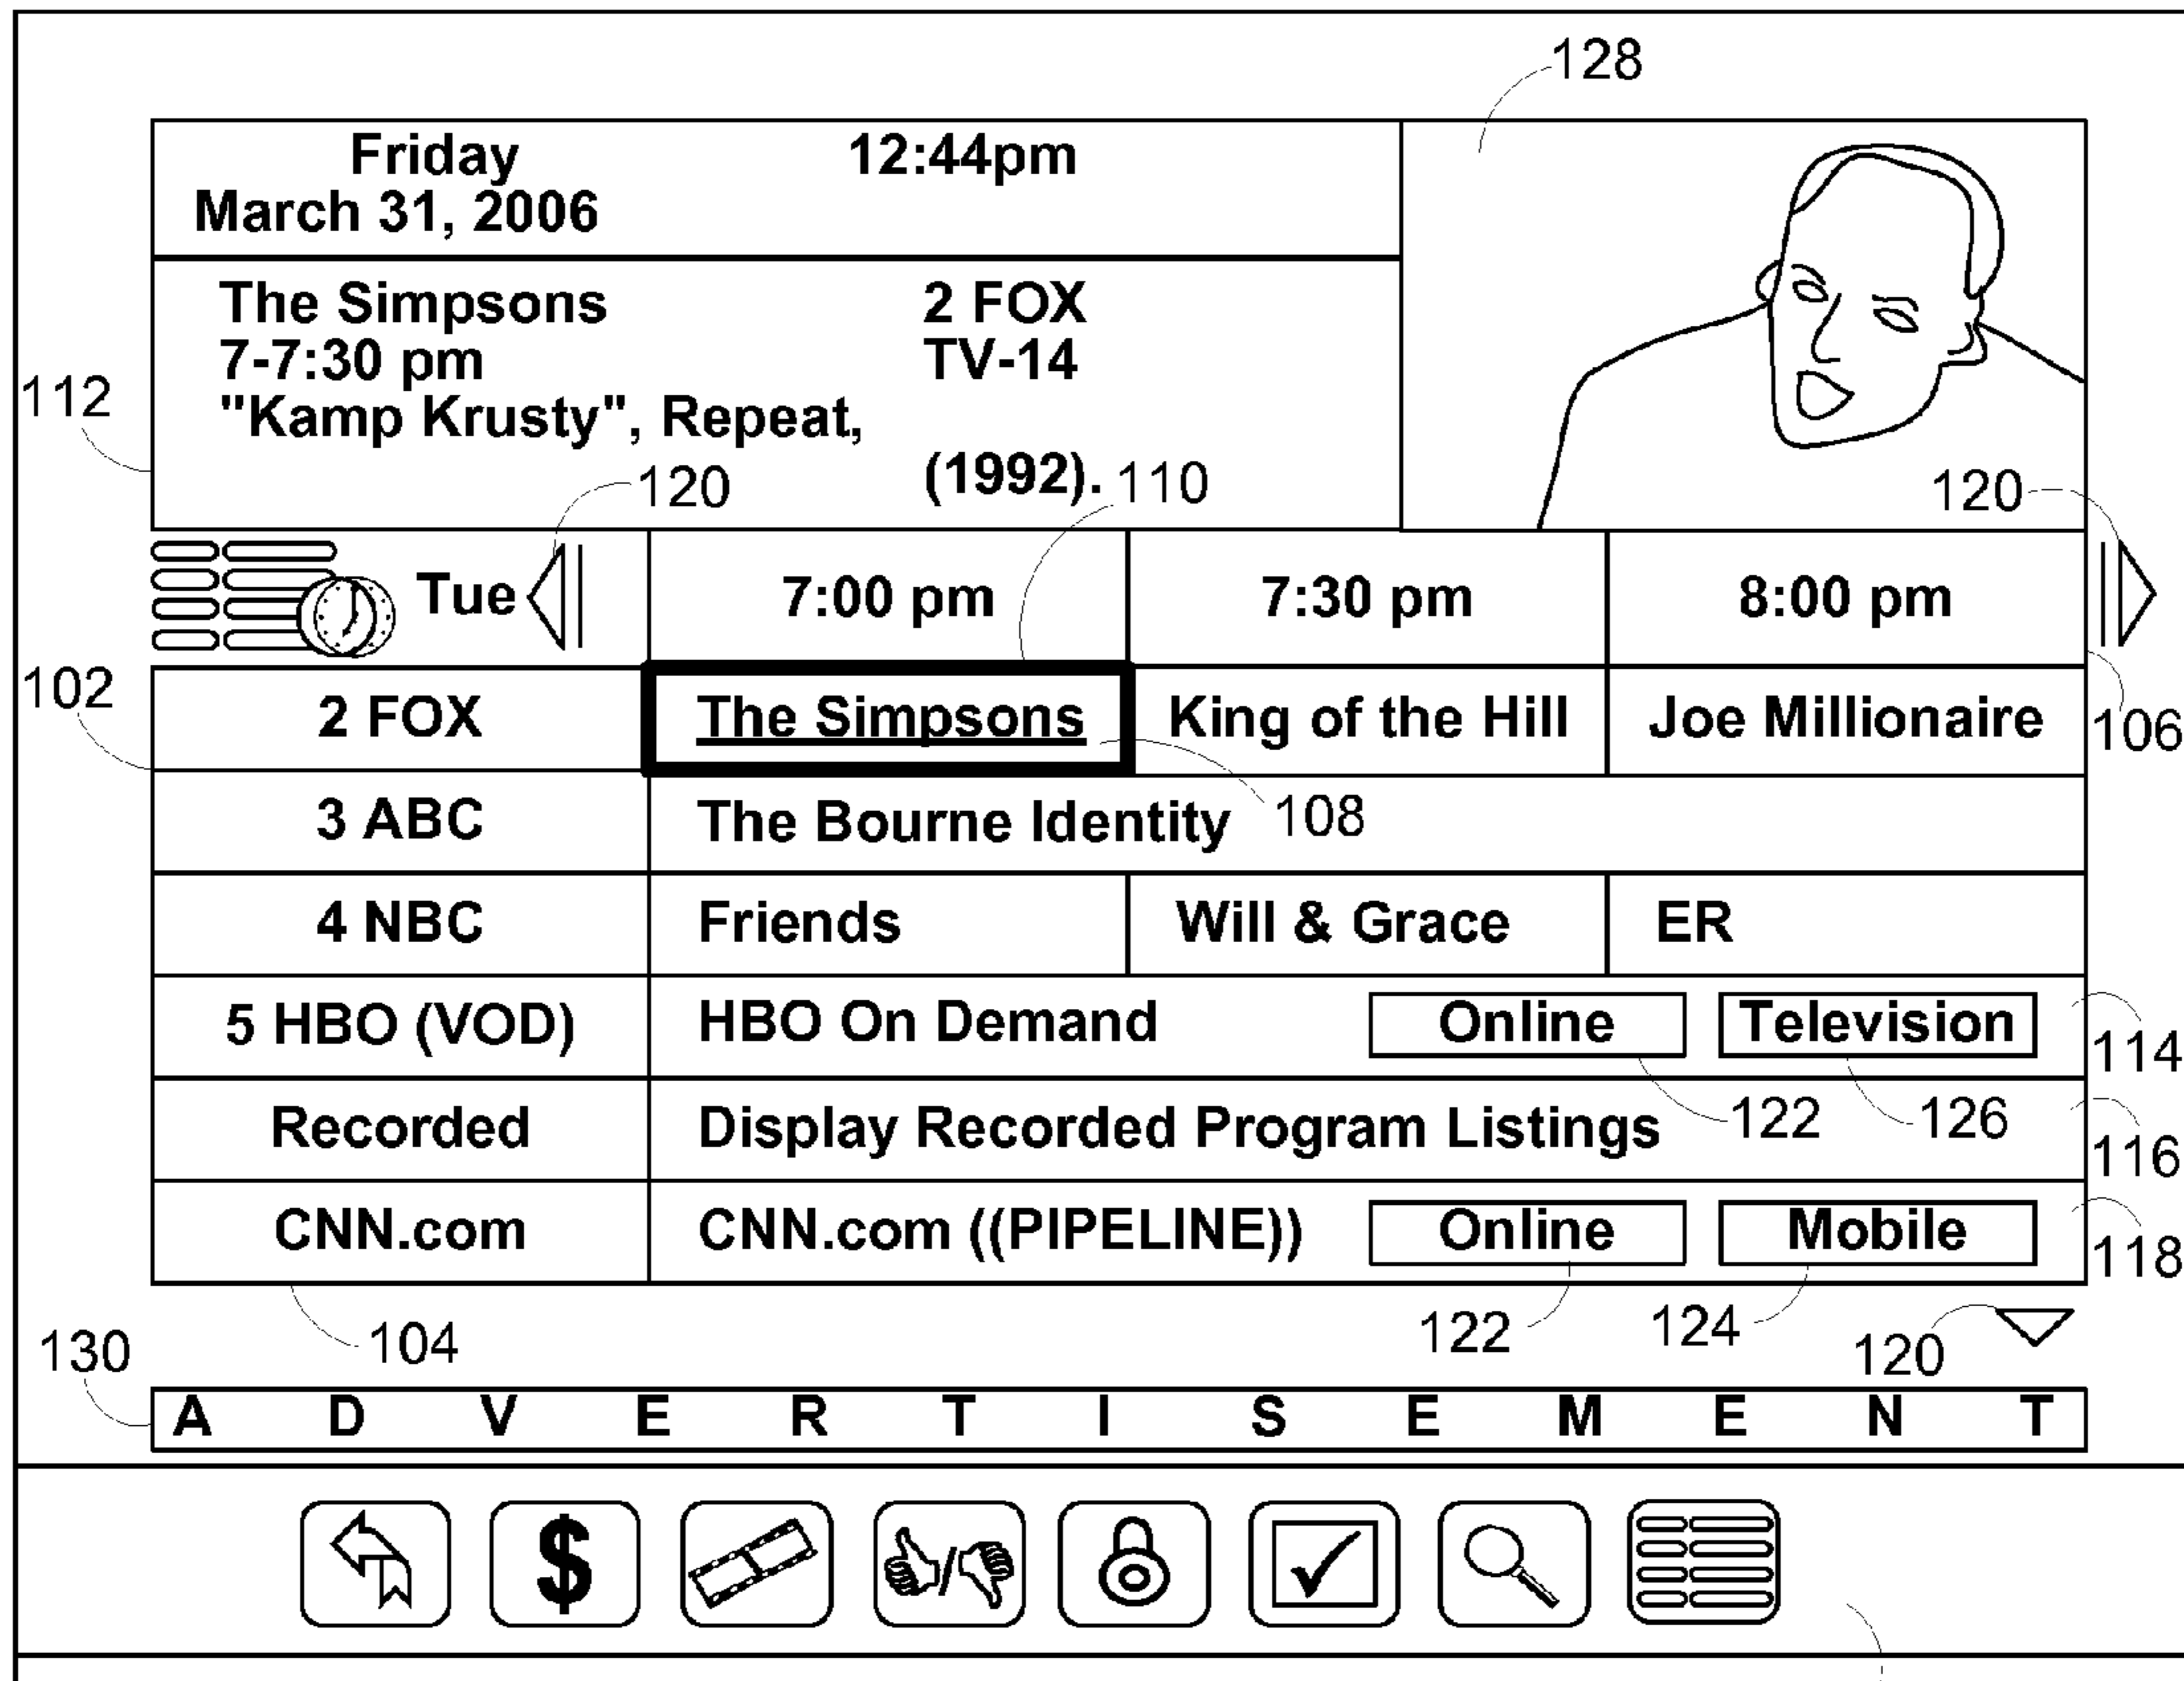 128
Friday 12:44pm
March 31, 2006
The Simpsons 2 FOX
7-7:30 pm TV-14
112
"Kamp Krusty", Repeat,
120 (1992). 110 120
Tue 7:00 pm 7:30 pm 8:00 pm
102
2 FOX The Simpsons King of the Hill Joe Millionaire
106
3 ABC The Bourne Identity 108
4 NBC Friends Will & Grace ER
5 HBO (VOD) HBO On Demand Online Television
114
122 126
Recorded Display Recorded Program Listings
116
CNN.com CNN.com ((PIPELINE)) Online Mobile
118
130 104 122 124 120
A D V E R T I S E M E N T
$
/